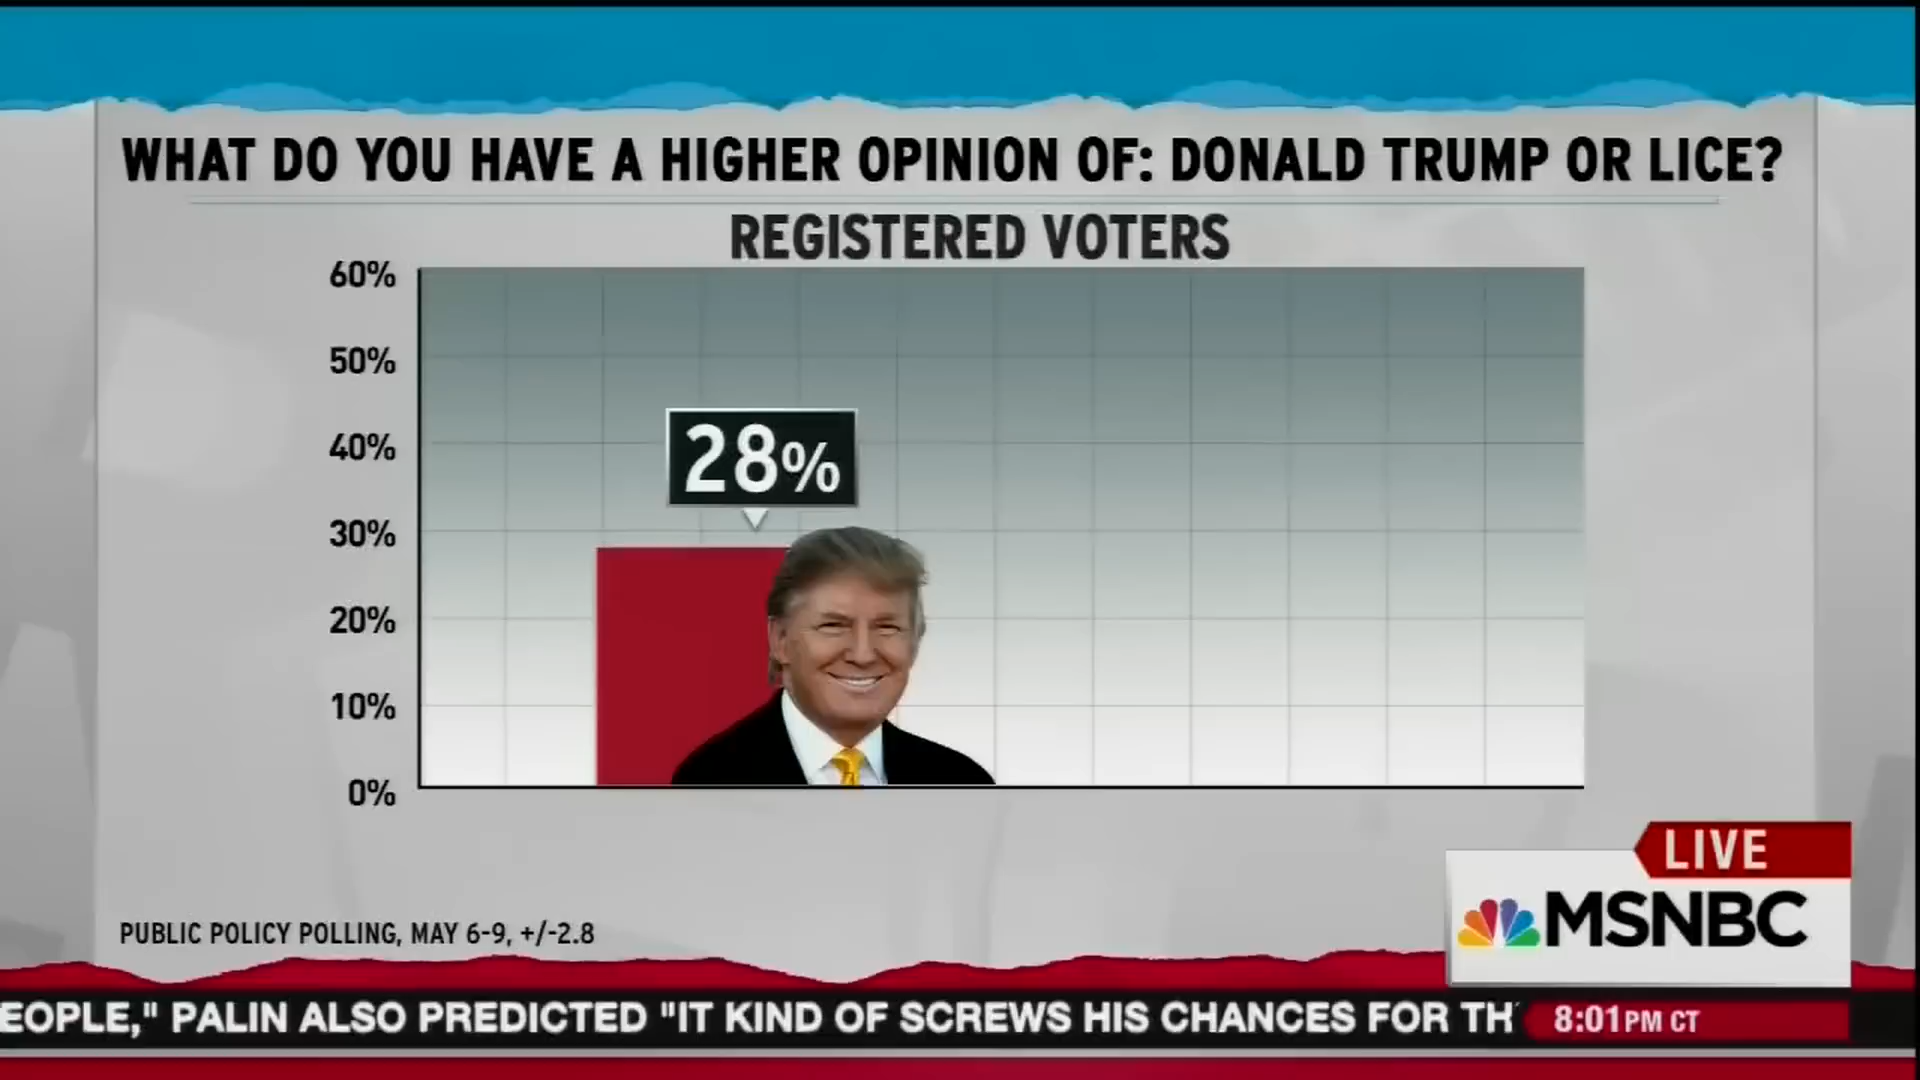 WHAT DO YOU HAVE A HIGHER OPINION OF: DONALD TRUMP OR LICE?
REGISTERED VOTERS
60%
50%
40%
30%
20%
10%
0%
28%
PUBLIC POLICY POLLING, MAY 6-9, +/-2.8
LIVE
MSNBC
EOPLE," PALIN ALSO PREDICTED "IT KIND OF SCREWS HIS CHANCES FOR TH
8:01PM CT